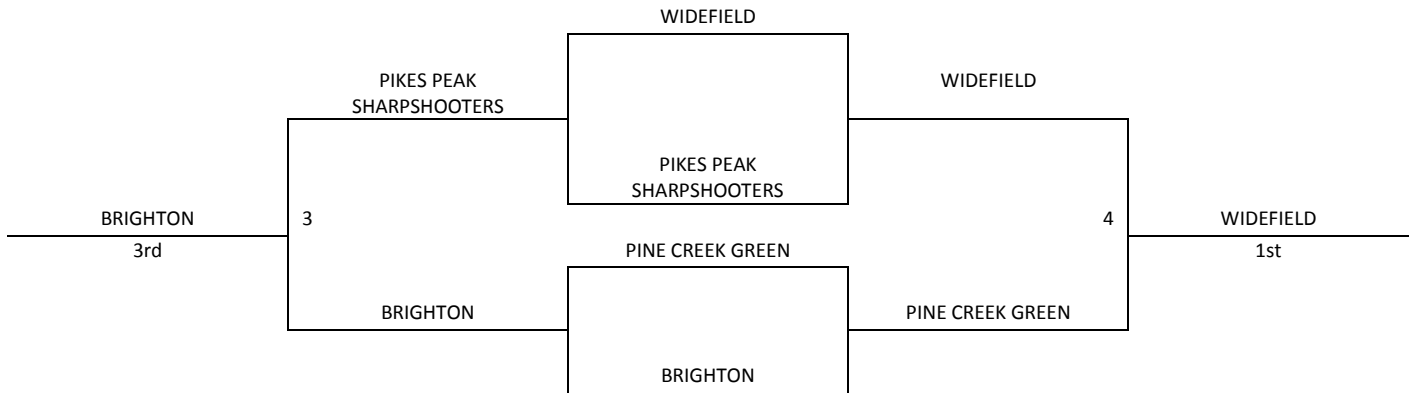 WIDEFIELD
PIKES PEAK
SHARPSHOOTERS
WIDEFIELD
PIKES PEAK
SHARPSHOOTERS
BRIGHTON
3
4
WIDEFIELD
3rd
PINE CREEK GREEN
1st
BRIGHTON
PINE CREEK GREEN
BRIGHTON